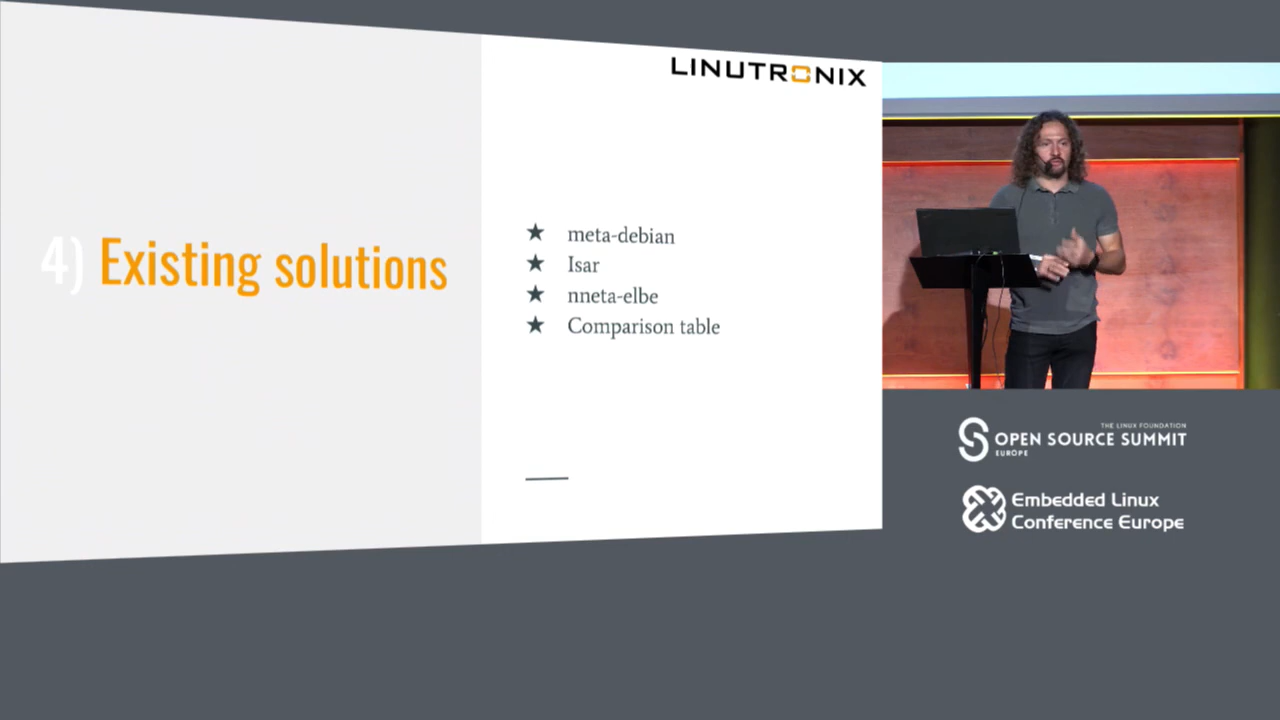 LINUTRONIX
4) Existing solutions
★ meta-debian
★ Isar
★ nneta-elbe
★ Comparison table
THE LINUX FOUNDATION
OPEN SOURCE SUMMIT
EUROPE
Embedded Linux
Conference Europe